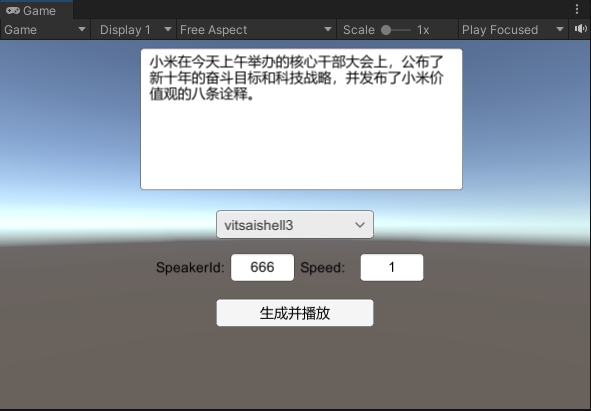 Game
Game
Display 1
Free Aspect
Scale
1x
Play Focused
小米在今天上午举办的核心干部大会上，公布了
新十年的奋斗目标和科技战略，并发布了小米价
值观的八条诠释。
vitsaishell3
SpeakerId: 666 Speed: 1
生成并播放